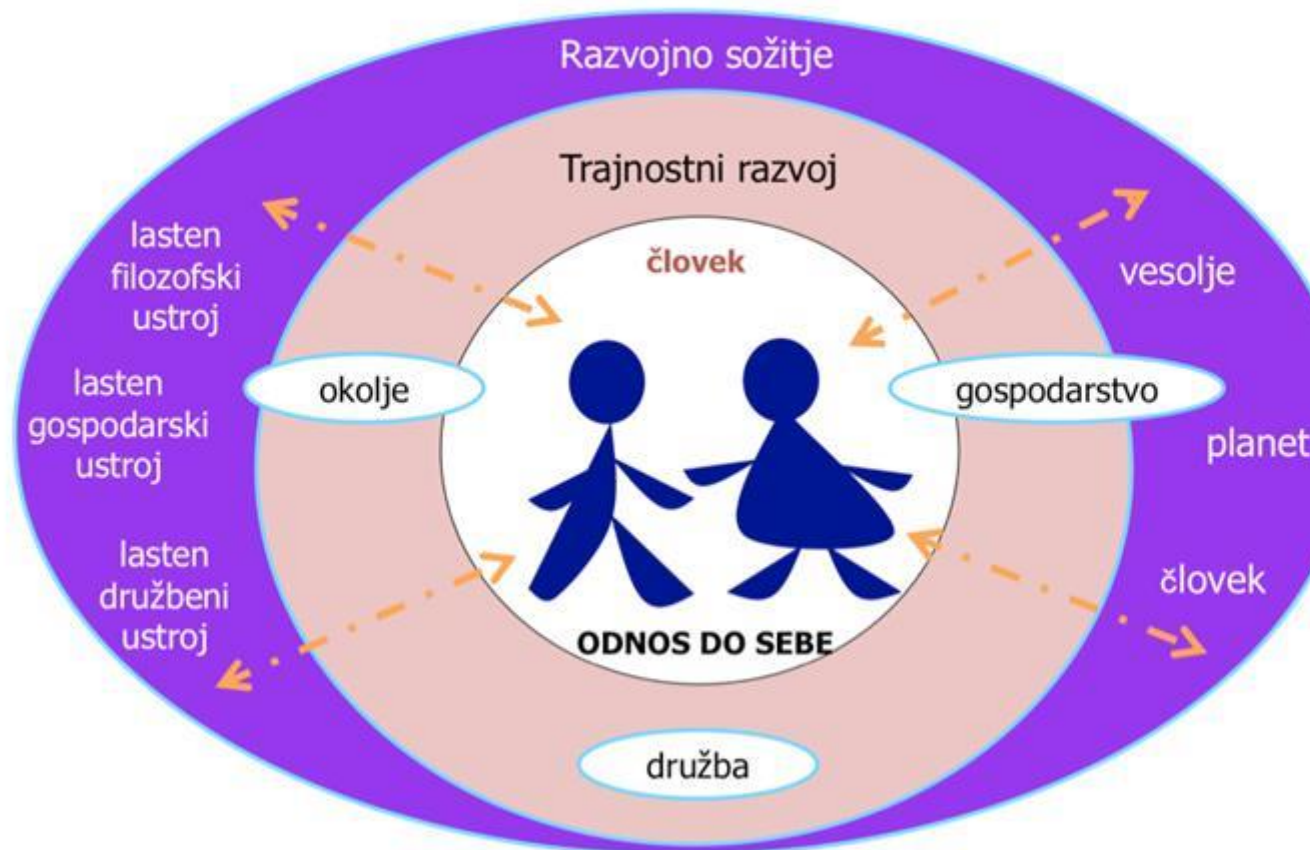 Razvojno sožitje
Trajnostni razvoj
človek
lasten
filozofski
ustroj
vesolje
okolje
gospodarstvo
lasten
gospodarski
ustroj
planet
lasten
družbeni
ustroj
človek
ODNOS DO SEBE
družba